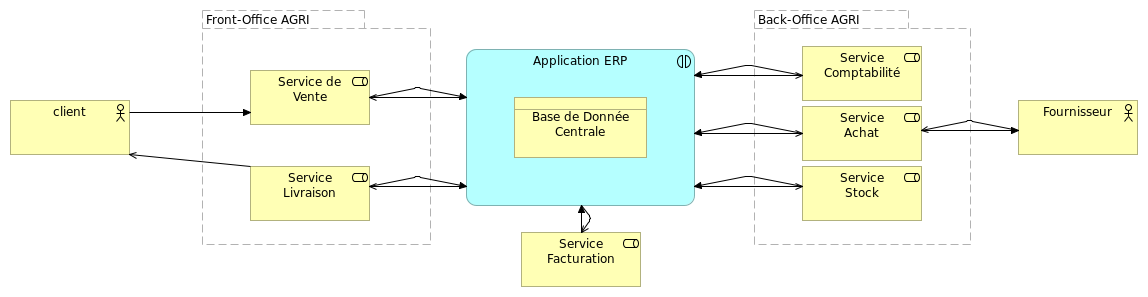 Front-Office AGRI
Back-Office AGRI
client
Service de
Vente
Service
Livraison
Application ERP
Base de Donnée
Centrale
Service
Facturation
Service
Comptabilité
Service
Achat
Service
Stock
Fournisseur